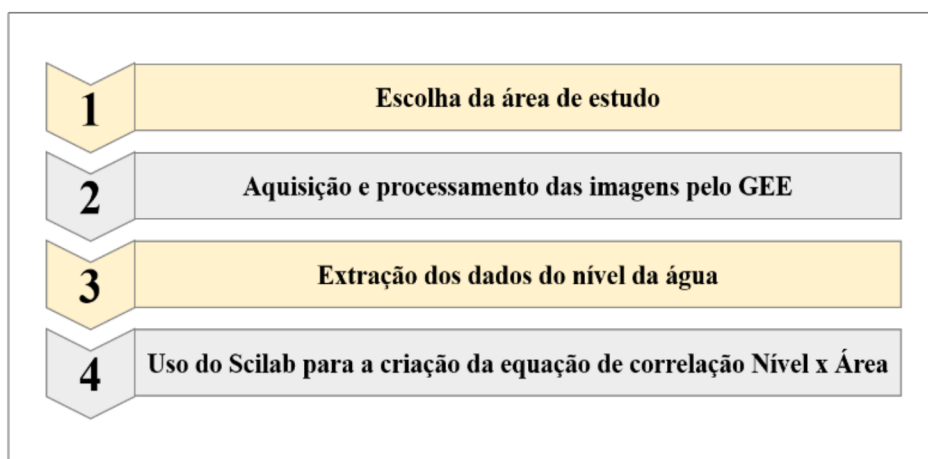 1
Escolha da área de estudo
2
Aquisição e processamento das imagens pelo GEE
3
Extração dos dados do nível da água
4
Uso do Scilab para a criação da equação de correlação Nível x Área